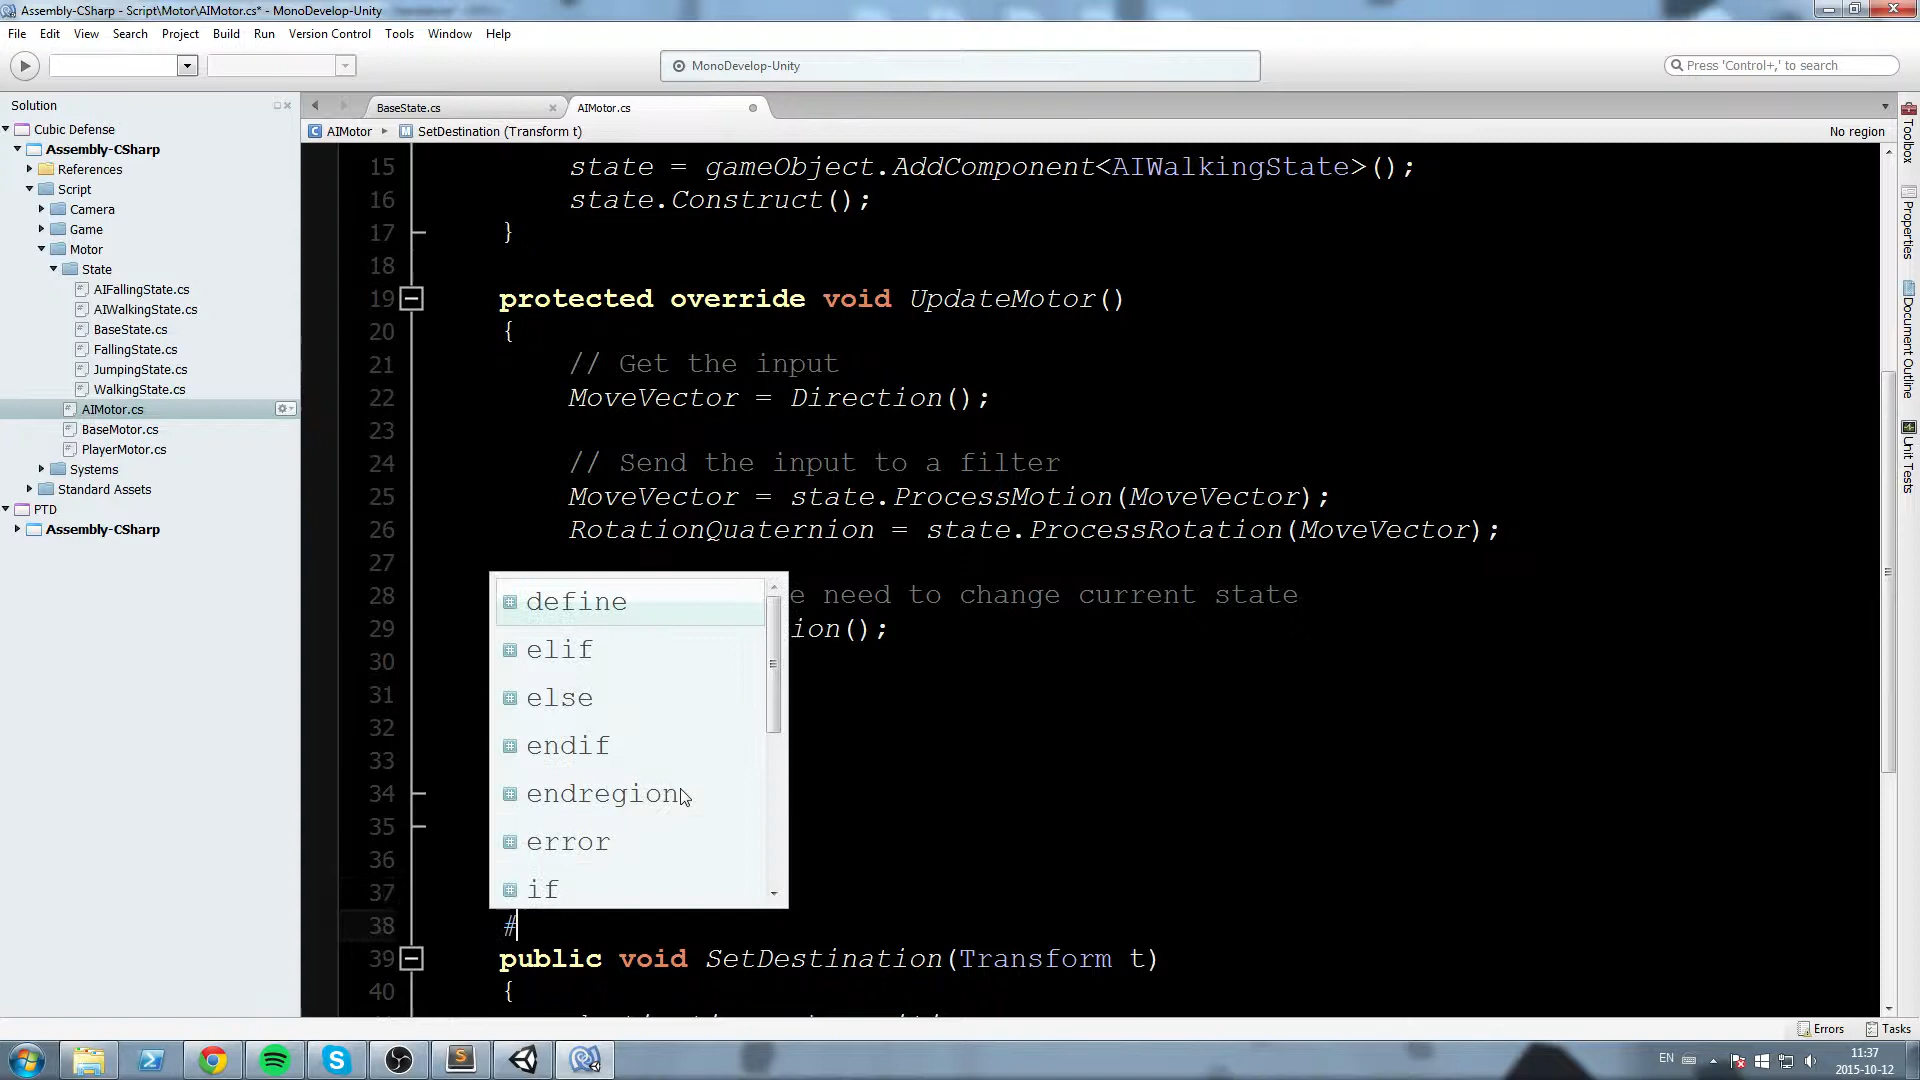 Assembly-CSharp - Script\Motor\AIMotor.cs* - MonoDevelop-Unity
File Edit View Search Project Build Run Version Control Tools Window Help
MonoDevelop-Unity
Press 'Control+,' to search
Solution
Cubic Defense
Assembly-CSharp
References
Script
Camera
Game
Motor
State
AIFallingState.cs
AIWalkingState.cs
BaseState.cs
FallingState.cs
JumpingState.cs
WalkingState.cs
AIMotor.cs
BaseMotor.cs
PlayerMotor.cs
Systems
Standard Assets
PTD
Assembly-CSharp
BaseState.cs
AIMotor.cs
AIMotor
SetDestination (Transform t)
No region
15 state = gameObject.AddComponent<AIWalkingState>();
16 state.Construct();
17 }
18
19 protected override void UpdateMotor()
20 {
21 // Get the input
22 MoveVector = Direction();
23
24 // Send the input to a filter
25 MoveVector = state.ProcessMotion(MoveVector);
26 RotationQuaternion = state.ProcessRotation(MoveVector);
27
28 e need to change current state
29 ion();
30
31
32
33
34
35
36
37
38 #
39 public void SetDestination(Transform t)
40 {
define
elif
else
endif
endregion
error
if
Toolbox
Properties
Document Outline
Unit Tests
Errors
Tasks
EN
11:37
2015-10-12